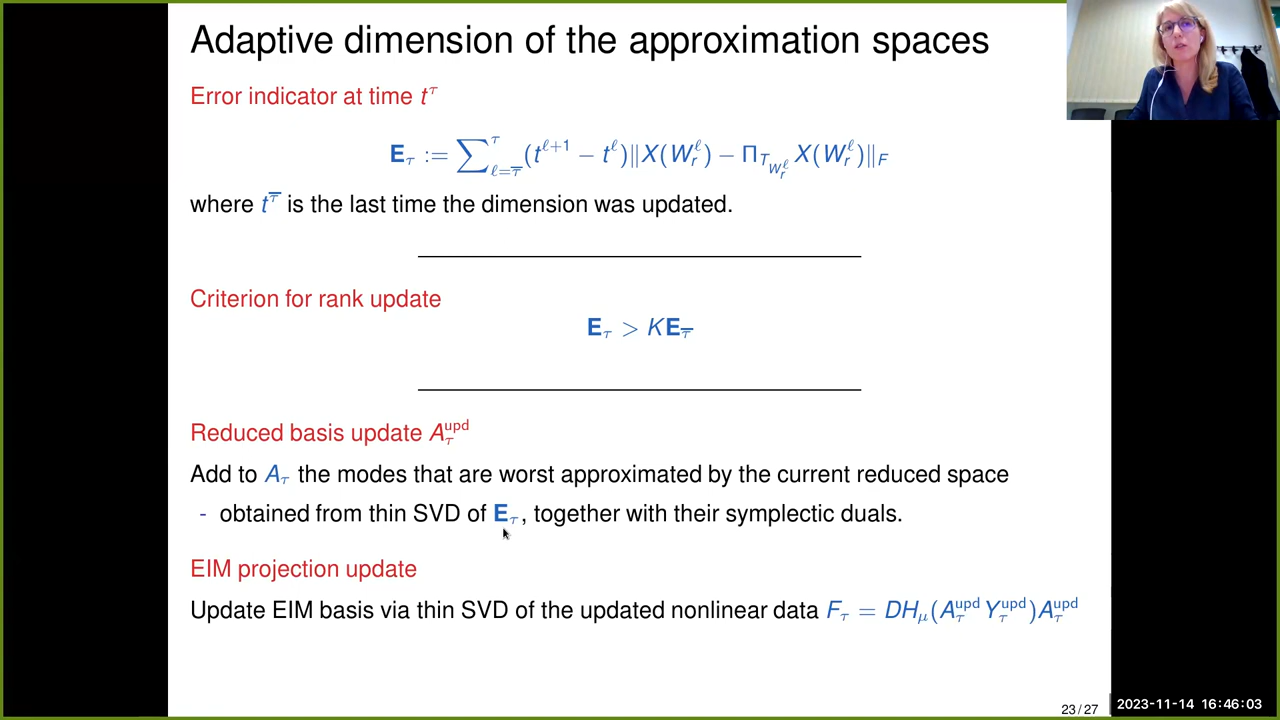 Adaptive dimension of the approximation spaces
Error indicator at time t^τ
E_τ := ∑_{ℓ=τ̅}^τ (t^{ℓ+1} − t^ℓ)‖X(W_r^ℓ) − Π_{T_{W_r^ℓ}} X(W_r^ℓ)‖_F
where t^τ̅ is the last time the dimension was updated.
Criterion for rank update
E_τ > KE_τ̅
Reduced basis update A_τ^upd
Add to A_τ the modes that are worst approximated by the current reduced space
- obtained from thin SVD of E_τ, together with their symplectic duals.
EIM projection update
Update EIM basis via thin SVD of the updated nonlinear data F_τ = DH_μ(A_τ^upd Y_τ^upd)A_τ^upd
23 / 27
2023-11-14 16:46:03